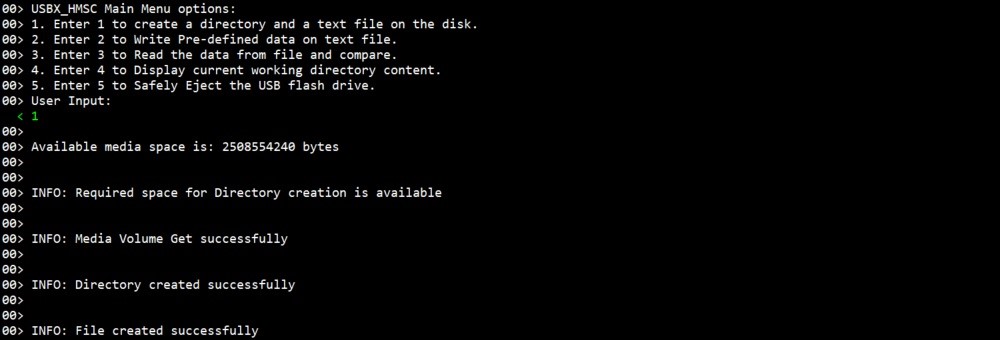 00> USBX_HMSC Main Menu options:
00> 1. Enter 1 to create a directory and a text file on the disk.
00> 2. Enter 2 to Write Pre-defined data on text file.
00> 3. Enter 3 to Read the data from file and compare.
00> 4. Enter 4 to Display current working directory content.
00> 5. Enter 5 to Safely Eject the USB flash drive.
00> User Input:
< 1
00>
00> Available media space is: 2508554240 bytes
00>
00>
00> INFO: Required space for Directory creation is available
00>
00>
00> INFO: Media Volume Get successfully
00>
00>
00> INFO: Directory created successfully
00>
00>
00> INFO: File created successfully